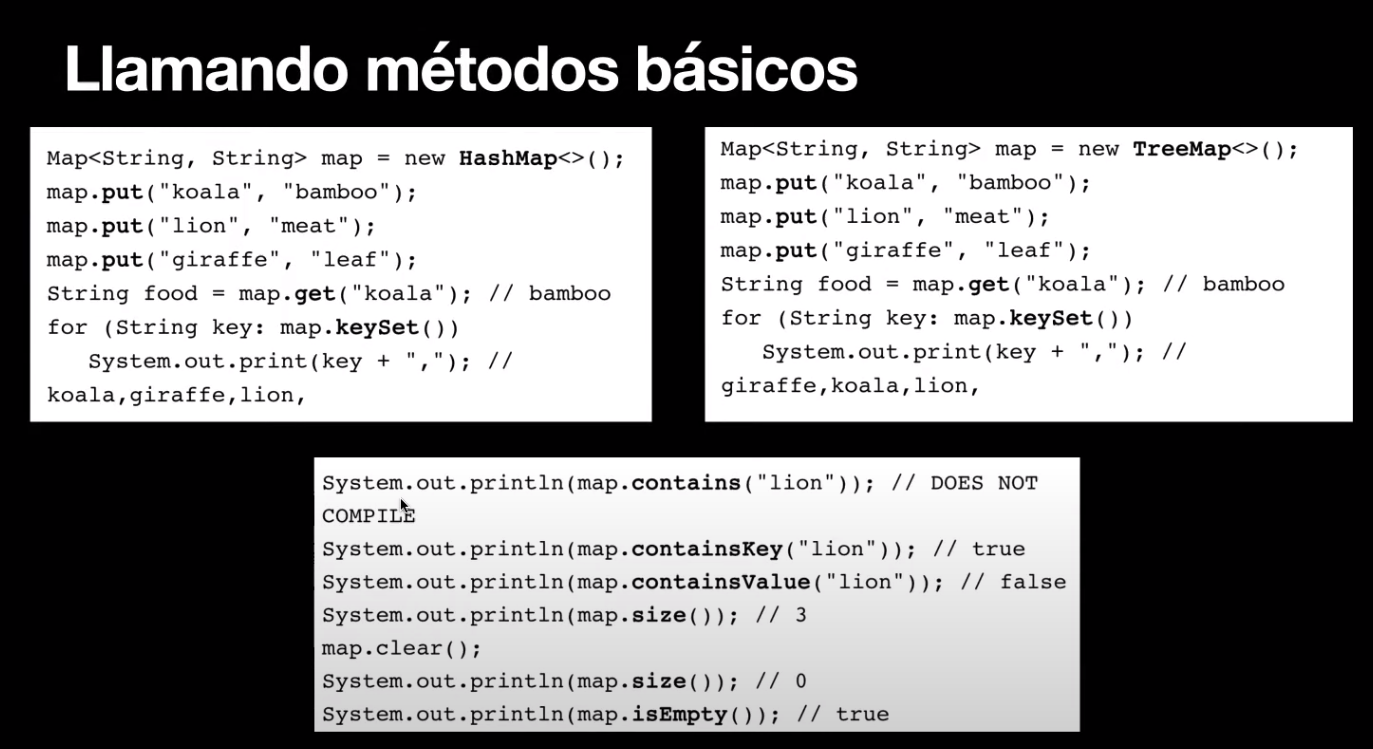 Llamando métodos básicos
Map<String, String> map = new HashMap<>();
map.put("koala", "bamboo");
map.put("lion", "meat");
map.put("giraffe", "leaf");
String food = map.get("koala"); // bamboo
for (String key: map.keySet())
   System.out.print(key + ","); //
koala,giraffe,lion,
Map<String, String> map = new TreeMap<>();
map.put("koala", "bamboo");
map.put("lion", "meat");
map.put("giraffe", "leaf");
String food = map.get("koala"); // bamboo
for (String key: map.keySet())
   System.out.print(key + ","); //
giraffe,koala,lion,
System.out.println(map.contains("lion")); // DOES NOT
COMPILE
System.out.println(map.containsKey("lion")); // true
System.out.println(map.containsValue("lion")); // false
System.out.println(map.size()); // 3
map.clear();
System.out.println(map.size()); // 0
System.out.println(map.isEmpty()); // true